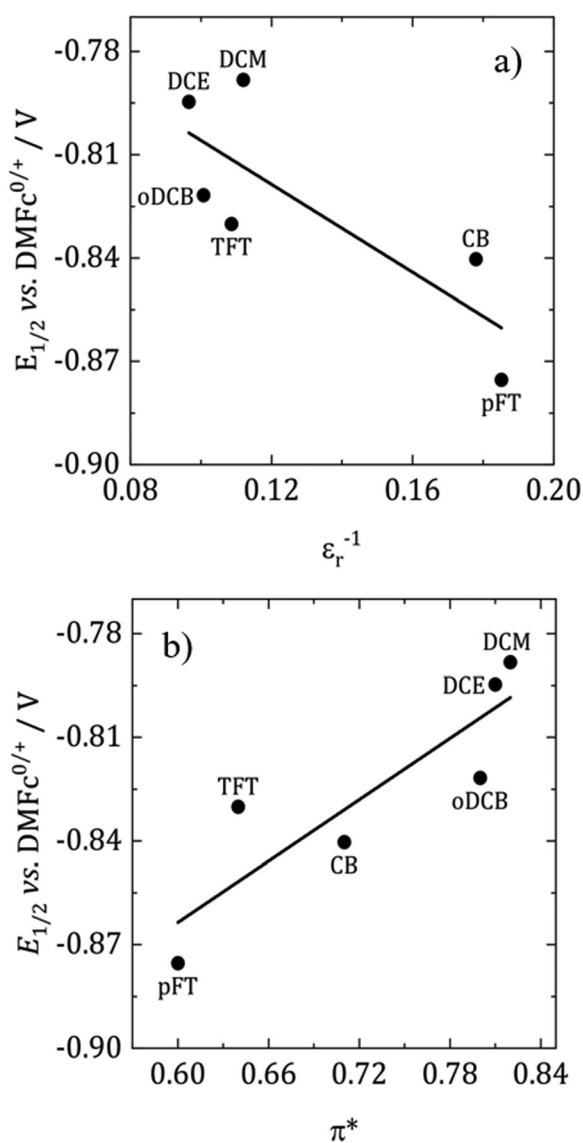 a)
-0.78
-0.81
-0.84
-0.87
-0.90
E1/2 vs. DMFc0/+ / V
DCM
DCE
oDCB
TFT
CB
pFT
0.08 0.12 0.16 0.20
εr-1
b)
-0.78
-0.81
-0.84
-0.87
-0.90
E1/2 vs. DMFc0/+ / V
DCM
DCE
TFT
oDCB
CB
pFT
0.60 0.66 0.72 0.78 0.84
π*